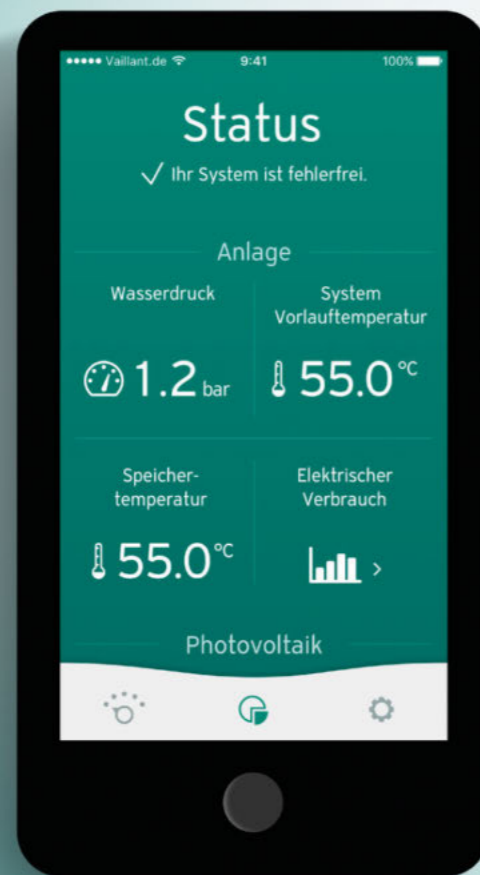 Vaillant.de 9:41 100%
Status
Ihr System ist fehlerfrei.
Anlage
Wasserdruck
System
Vorlauftemperatur
1.2 bar
55.0 °C
Speicher-
temperatur
Elektrischer
Verbrauch
55.0 °C
Photovoltaik